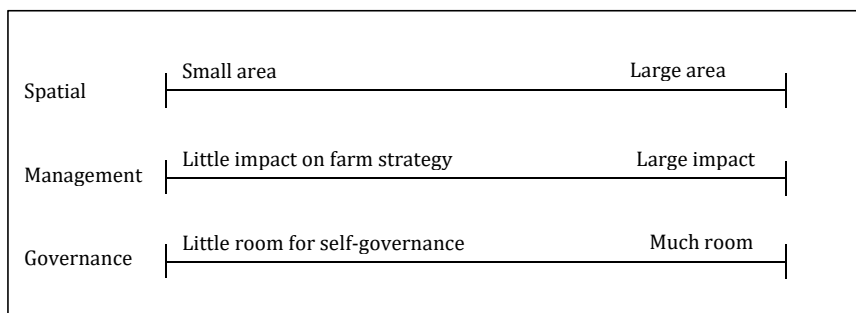 Small area Large area
Spatial
Little impact on farm strategy Large impact
Management
Little room for self-governance Much room
Governance